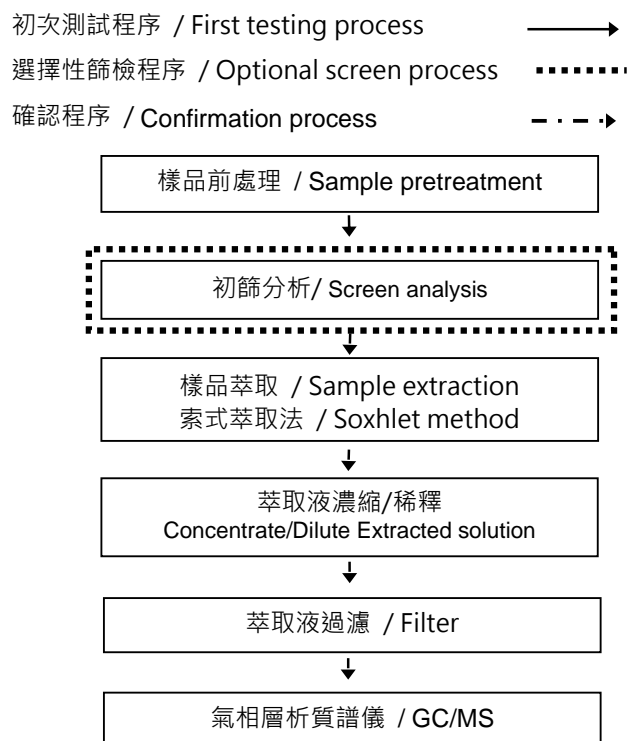 初次測試程序 / First testing process
選擇性篩檢程序 / Optional screen process
確認程序 / Confirmation process
樣品前處理 / Sample pretreatment
初篩分析/ Screen analysis
樣品萃取 / Sample extraction
索式萃取法 / Soxhlet method
萃取液濃縮/稀釋
Concentrate/Dilute Extracted solution
萃取液過濾 / Filter
氣相層析質譜儀 / GC/MS